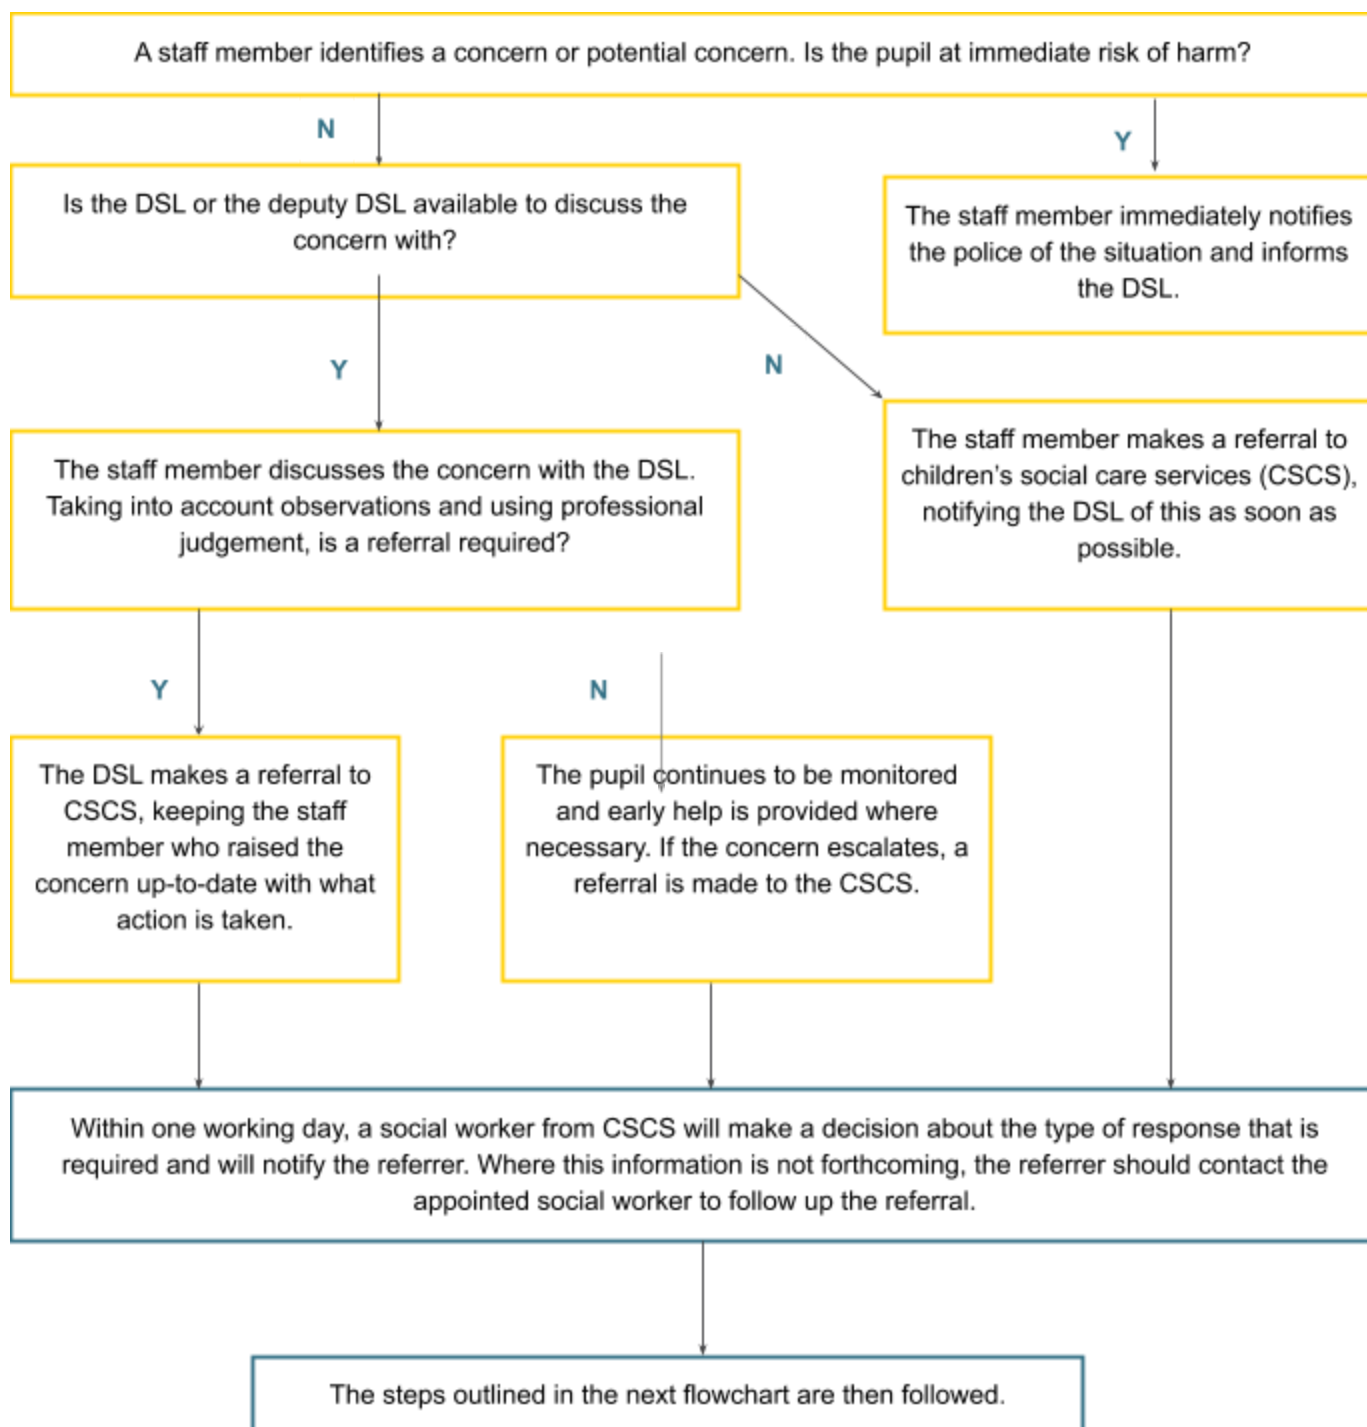 A staff member identifies a concern or potential concern. Is the pupil at immediate risk of harm?
N
Y
Is the DSL or the deputy DSL available to discuss the
concern with?
The staff member immediately notifies
the police of the situation and informs
the DSL.
Y
N
The staff member discusses the concern with the DSL.
Taking into account observations and using professional
judgement, is a referral required?
The staff member makes a referral to
children's social care services (CSCS),
notifying the DSL of this as soon as
possible.
Y
N
The DSL makes a referral to
CSCS, keeping the staff
member who raised the
concern up-to-date with what
action is taken.
The pupil continues to be monitored
and early help is provided where
necessary. If the concern escalates, a
referral is made to the CSCS.
Within one working day, a social worker from CSCS will make a decision about the type of response that is
required and will notify the referrer. Where this information is not forthcoming, the referrer should contact the
appointed social worker to follow up the referral.
The steps outlined in the next flowchart are then followed.